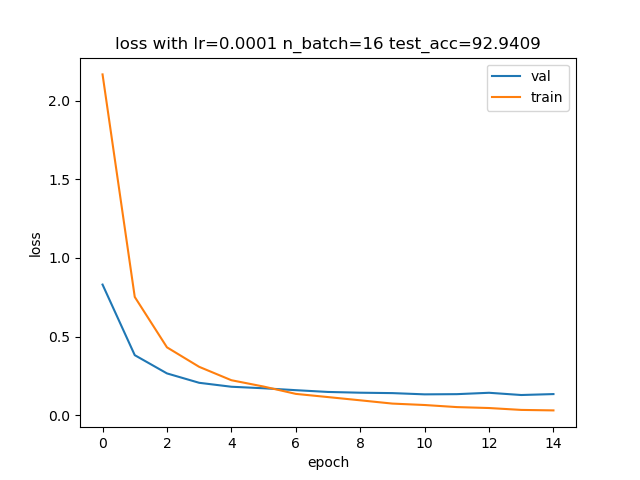 loss with lr=0.0001 n_batch=16 test_acc=92.9409
val
train
2.0
1.5
1.0
0.5
0.0
loss
0 2 4 6 8 10 12 14
epoch